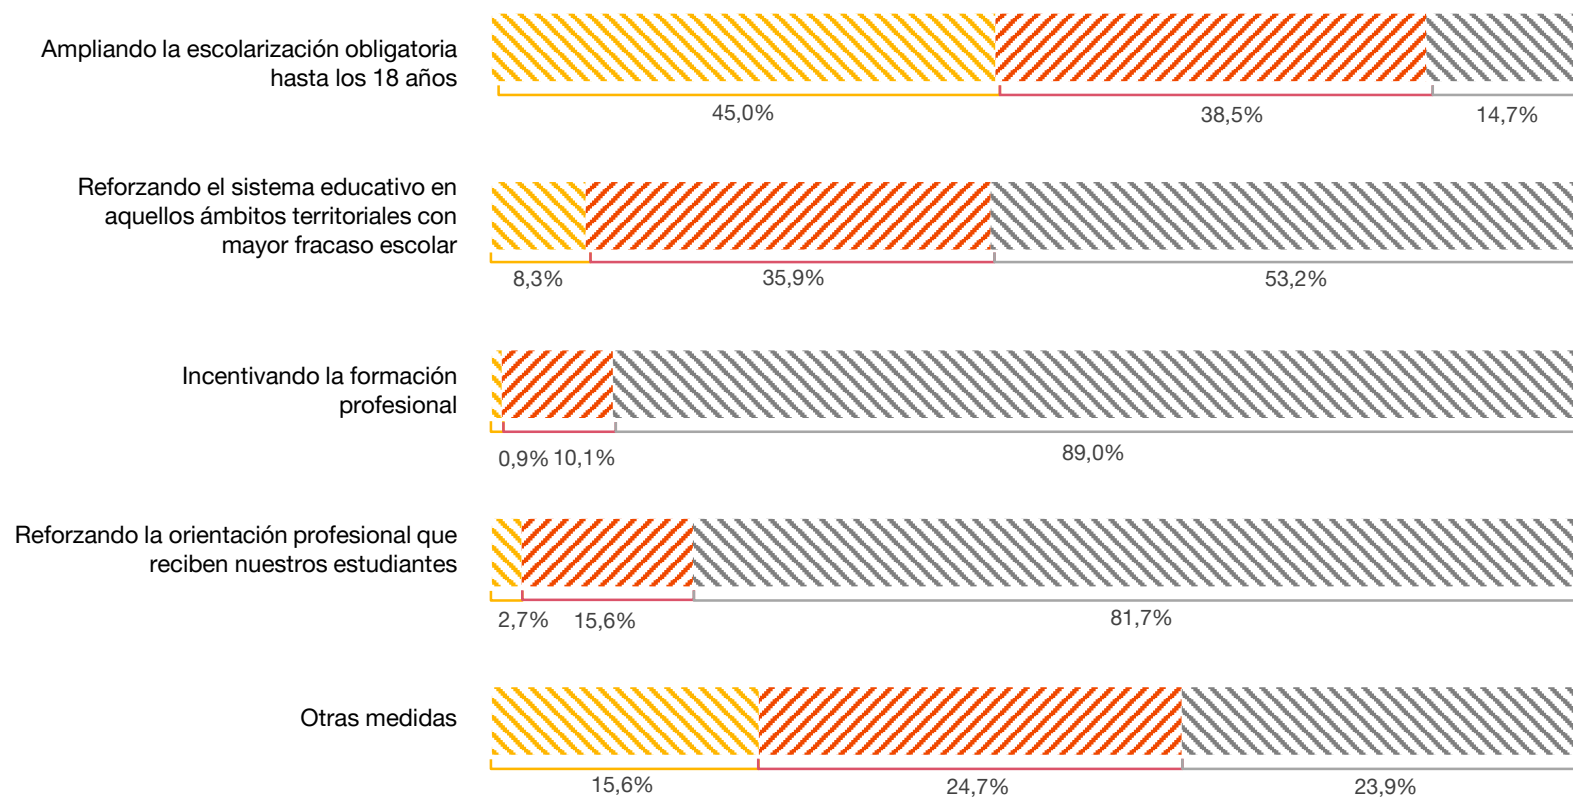 Ampliando la escolarización obligatoria
hasta los 18 años
45,0%
38,5%
14,7%
Reforzando el sistema educativo en
aquellos ámbitos territoriales con
mayor fracaso escolar
8,3%
35,9%
53,2%
Incentivando la formación
profesional
0,9%
10,1%
89,0%
Reforzando la orientación profesional que
reciben nuestros estudiantes
2,7%
15,6%
81,7%
Otras medidas
15,6%
24,7%
23,9%